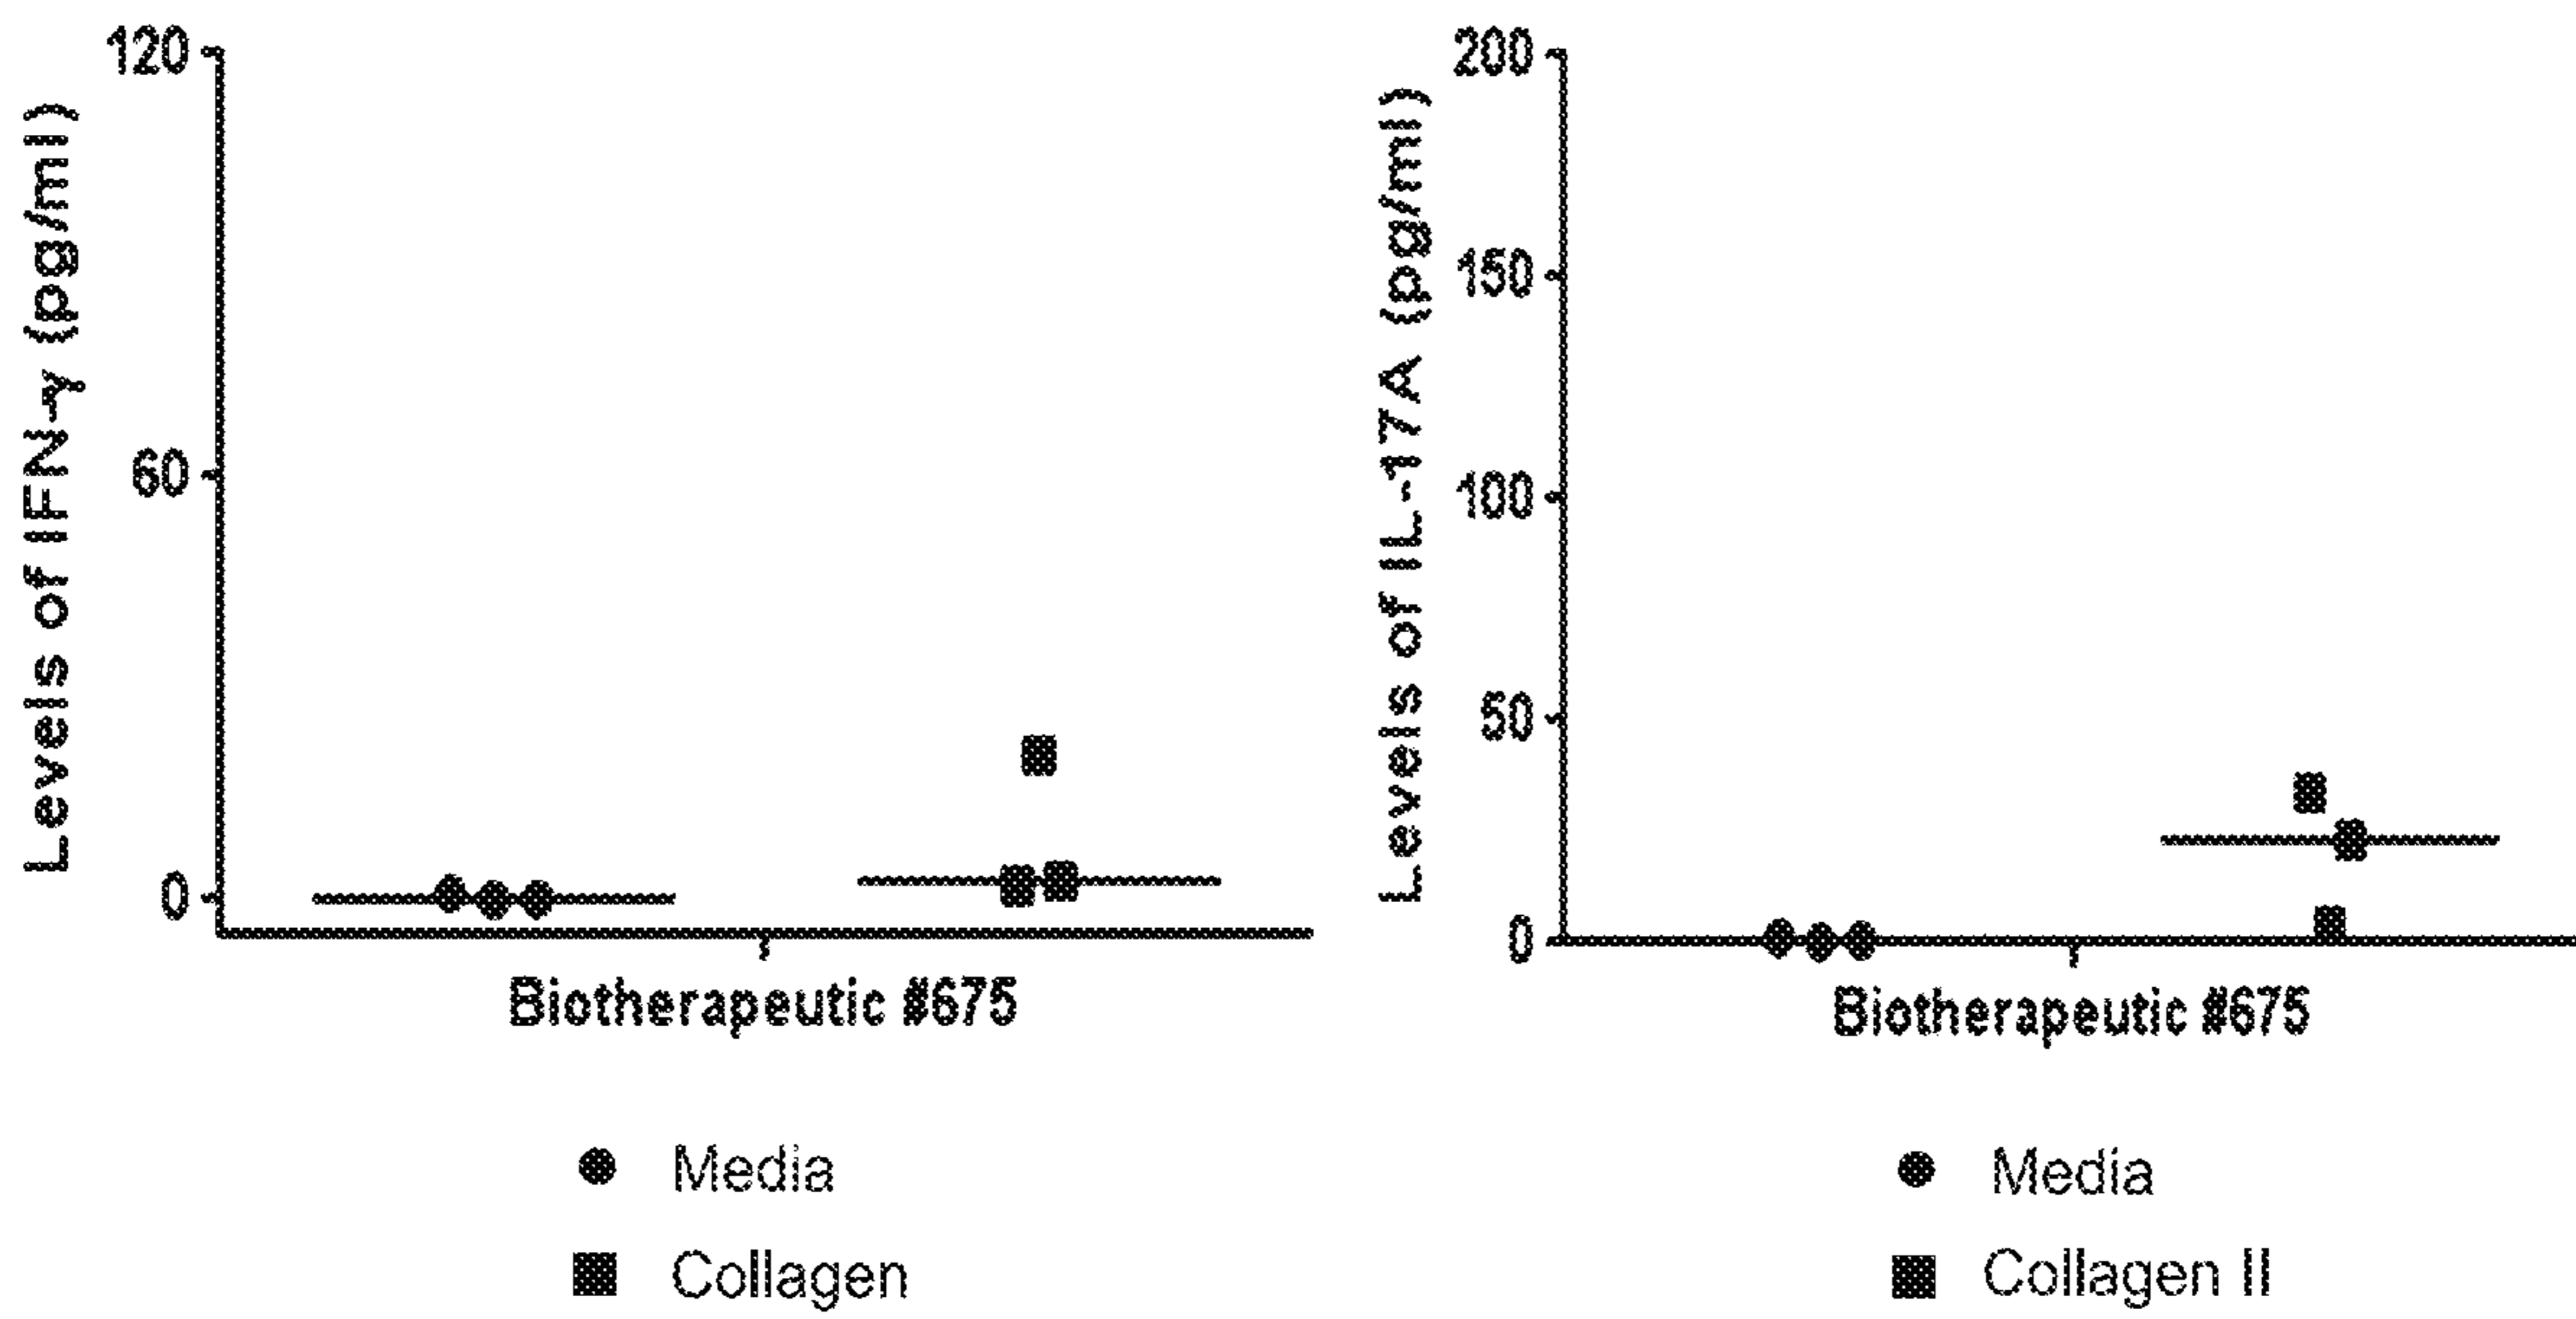 Levels of IFN-γ (pg/ml)
120
60
0
Biotherapeutic #675
Media
Collagen
Levels of IL-17A (pg/ml)
200
150
100
50
0
Biotherapeutic #675
Media
Collagen II